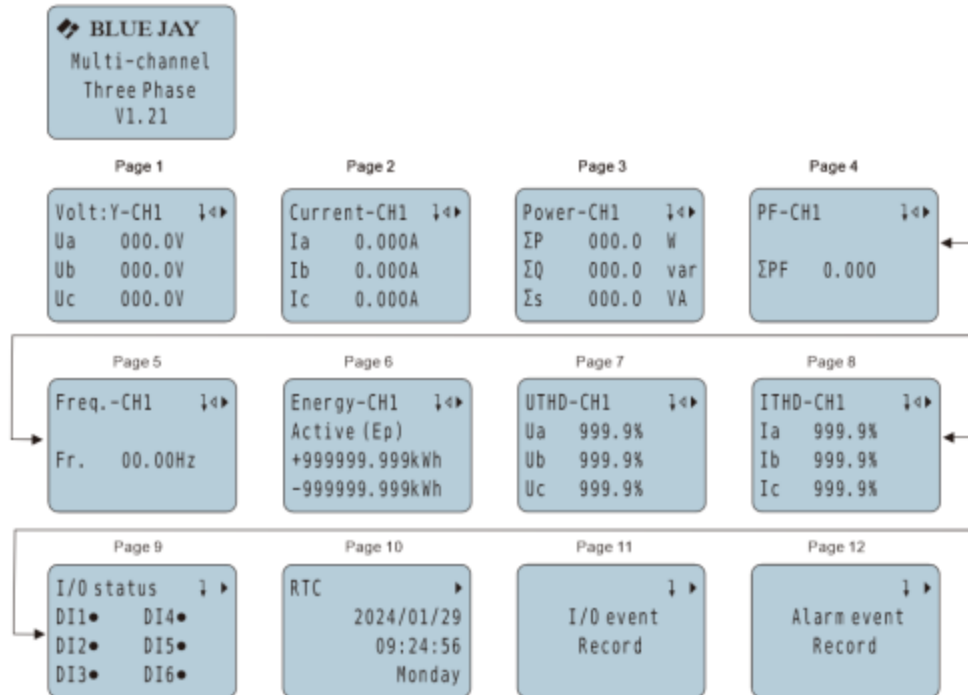 BLUE JAY
Multi-channel
Three Phase
V1.21
Page 1
Volt:Y-CH1
Ua 000.0V
Ub 000.0V
Uc 000.0V
Page 2
Current-CH1
Ia 0.000A
Ib 0.000A
Ic 0.000A
Page 3
Power-CH1
ΣP 000.0 W
ΣQ 000.0 var
Σs 000.0 VA
Page 4
PF-CH1
ΣPF 0.000
Page 5
Freq.-CH1
Fr. 00.00Hz
Page 6
Energy-CH1
Active (Ep)
+999999.999kWh
-999999.999kWh
Page 7
UTHD-CH1
Ua 999.9%
Ub 999.9%
Uc 999.9%
Page 8
ITHD-CH1
Ia 999.9%
Ib 999.9%
Ic 999.9%
Page 9
I/O status
DI1● DI4●
DI2● DI5●
DI3● DI6●
Page 10
RTC
2024/01/29
09:24:56
Monday
Page 11
I/O event
Record
Page 12
Alarm event
Record